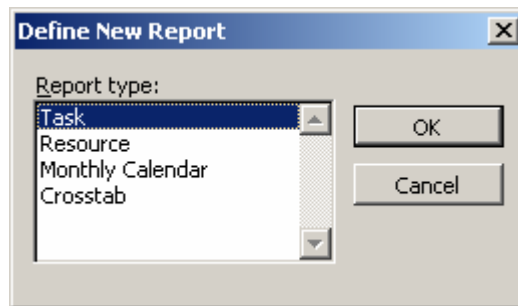 Define New Report
Report type:
Task
Resource
Monthly Calendar
Crosstab
OK
Cancel